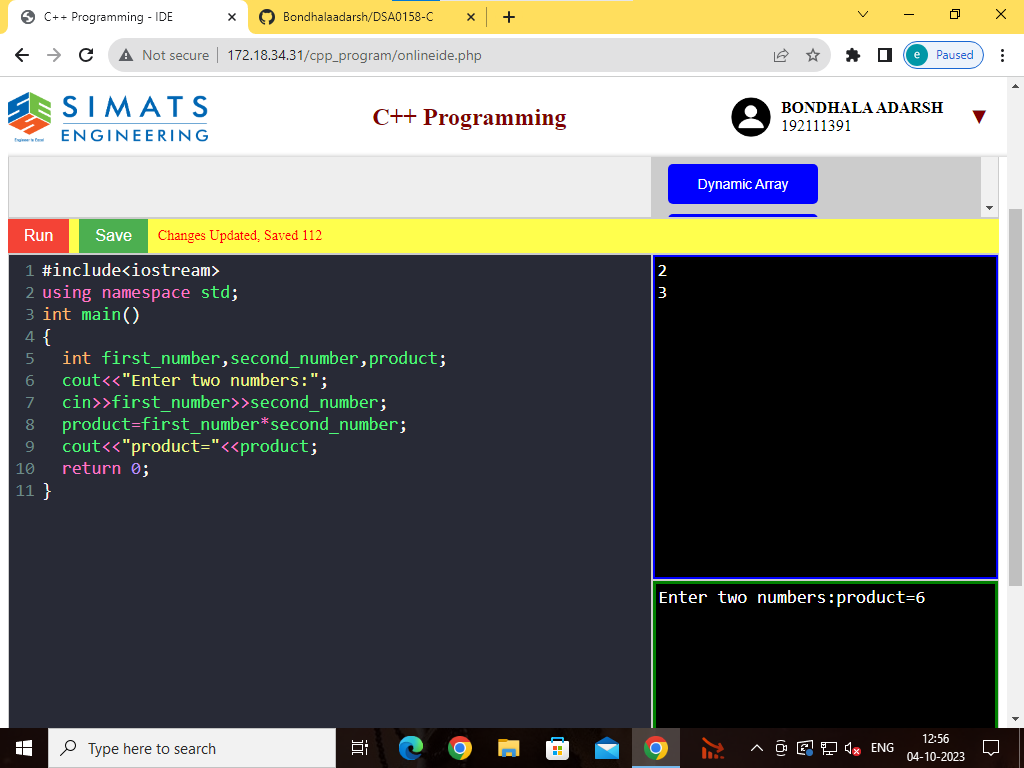 C++ Programming - IDE
Bondhalaadarsh/DSA0158-C
Not secure
172.18.34.31/cpp_program/onlineide.php
e
Paused
SIMATS
ENGINEERING
Engineer to Excel
C++ Programming
BONDHALA ADARSH
192111391
Dynamic Array
Run
Save
Changes Updated, Saved 112
1 #include<iostream>
2 using namespace std;
3 int main()
4 {
5 int first_number,second_number,product;
6 cout<<"Enter two numbers:";
7 cin>>first_number>>second_number;
8 product=first_number*second_number;
9 cout<<"product="<<product;
10 return 0;
11 }
2
3
Enter two numbers:product=6
Type here to search
ENG
12:56
04-10-2023